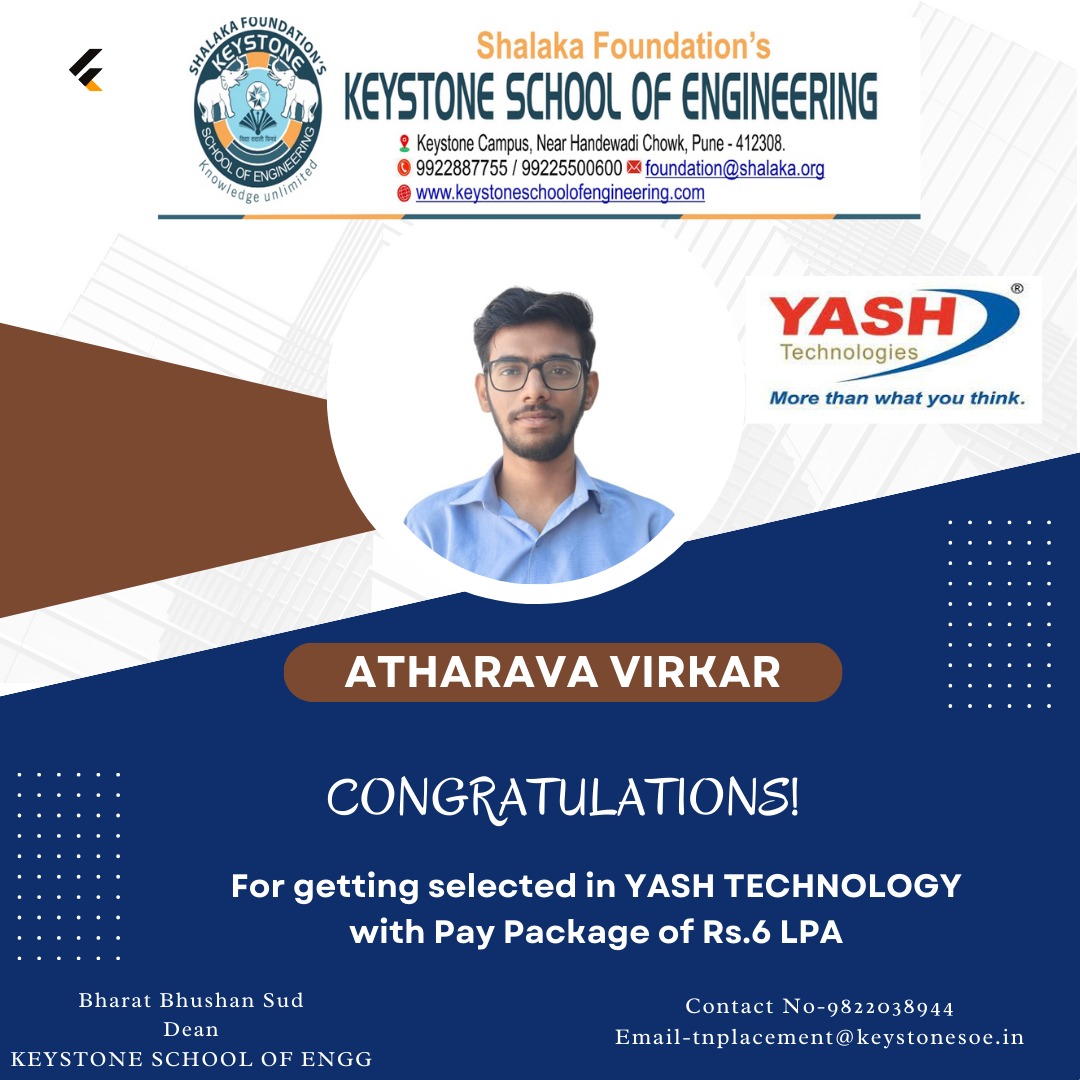 SHALAKA FOUNDATION'S
KEYSTONE
SCHOOL OF ENGINEERING
Knowledge unlimited
Shalaka Foundation's
KEYSTONE SCHOOL OF ENGINEERING
Keystone Campus, Near Handewadi Chowk, Pune - 412308.
9922887755 / 99225500600 foundation@shalaka.org
www.keystoneschoolofengineering.com
YASH ®
Technologies
More than what you think.
ATHARAVA VIRKAR
CONGRATULATIONS!
For getting selected in YASH TECHNOLOGY
with Pay Package of Rs.6 LPA
Bharat Bhushan Sud
Dean
KEYSTONE SCHOOL OF ENGG
Contact No-9822038944
Email-tnplacement@keystonesoe.in